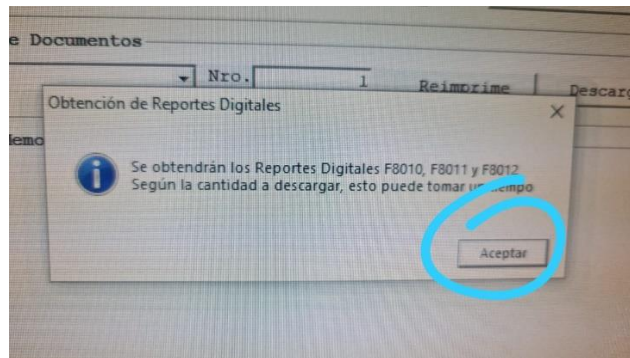 e Documentos
Nro. 1 Reimprime Descarg
Obtención de Reportes Digitales
emo
Se obtendrán los Reportes Digitales F8010, F8011 y F8012
Según la cantidad a descargar, esto puede tomar un tiempo
Aceptar